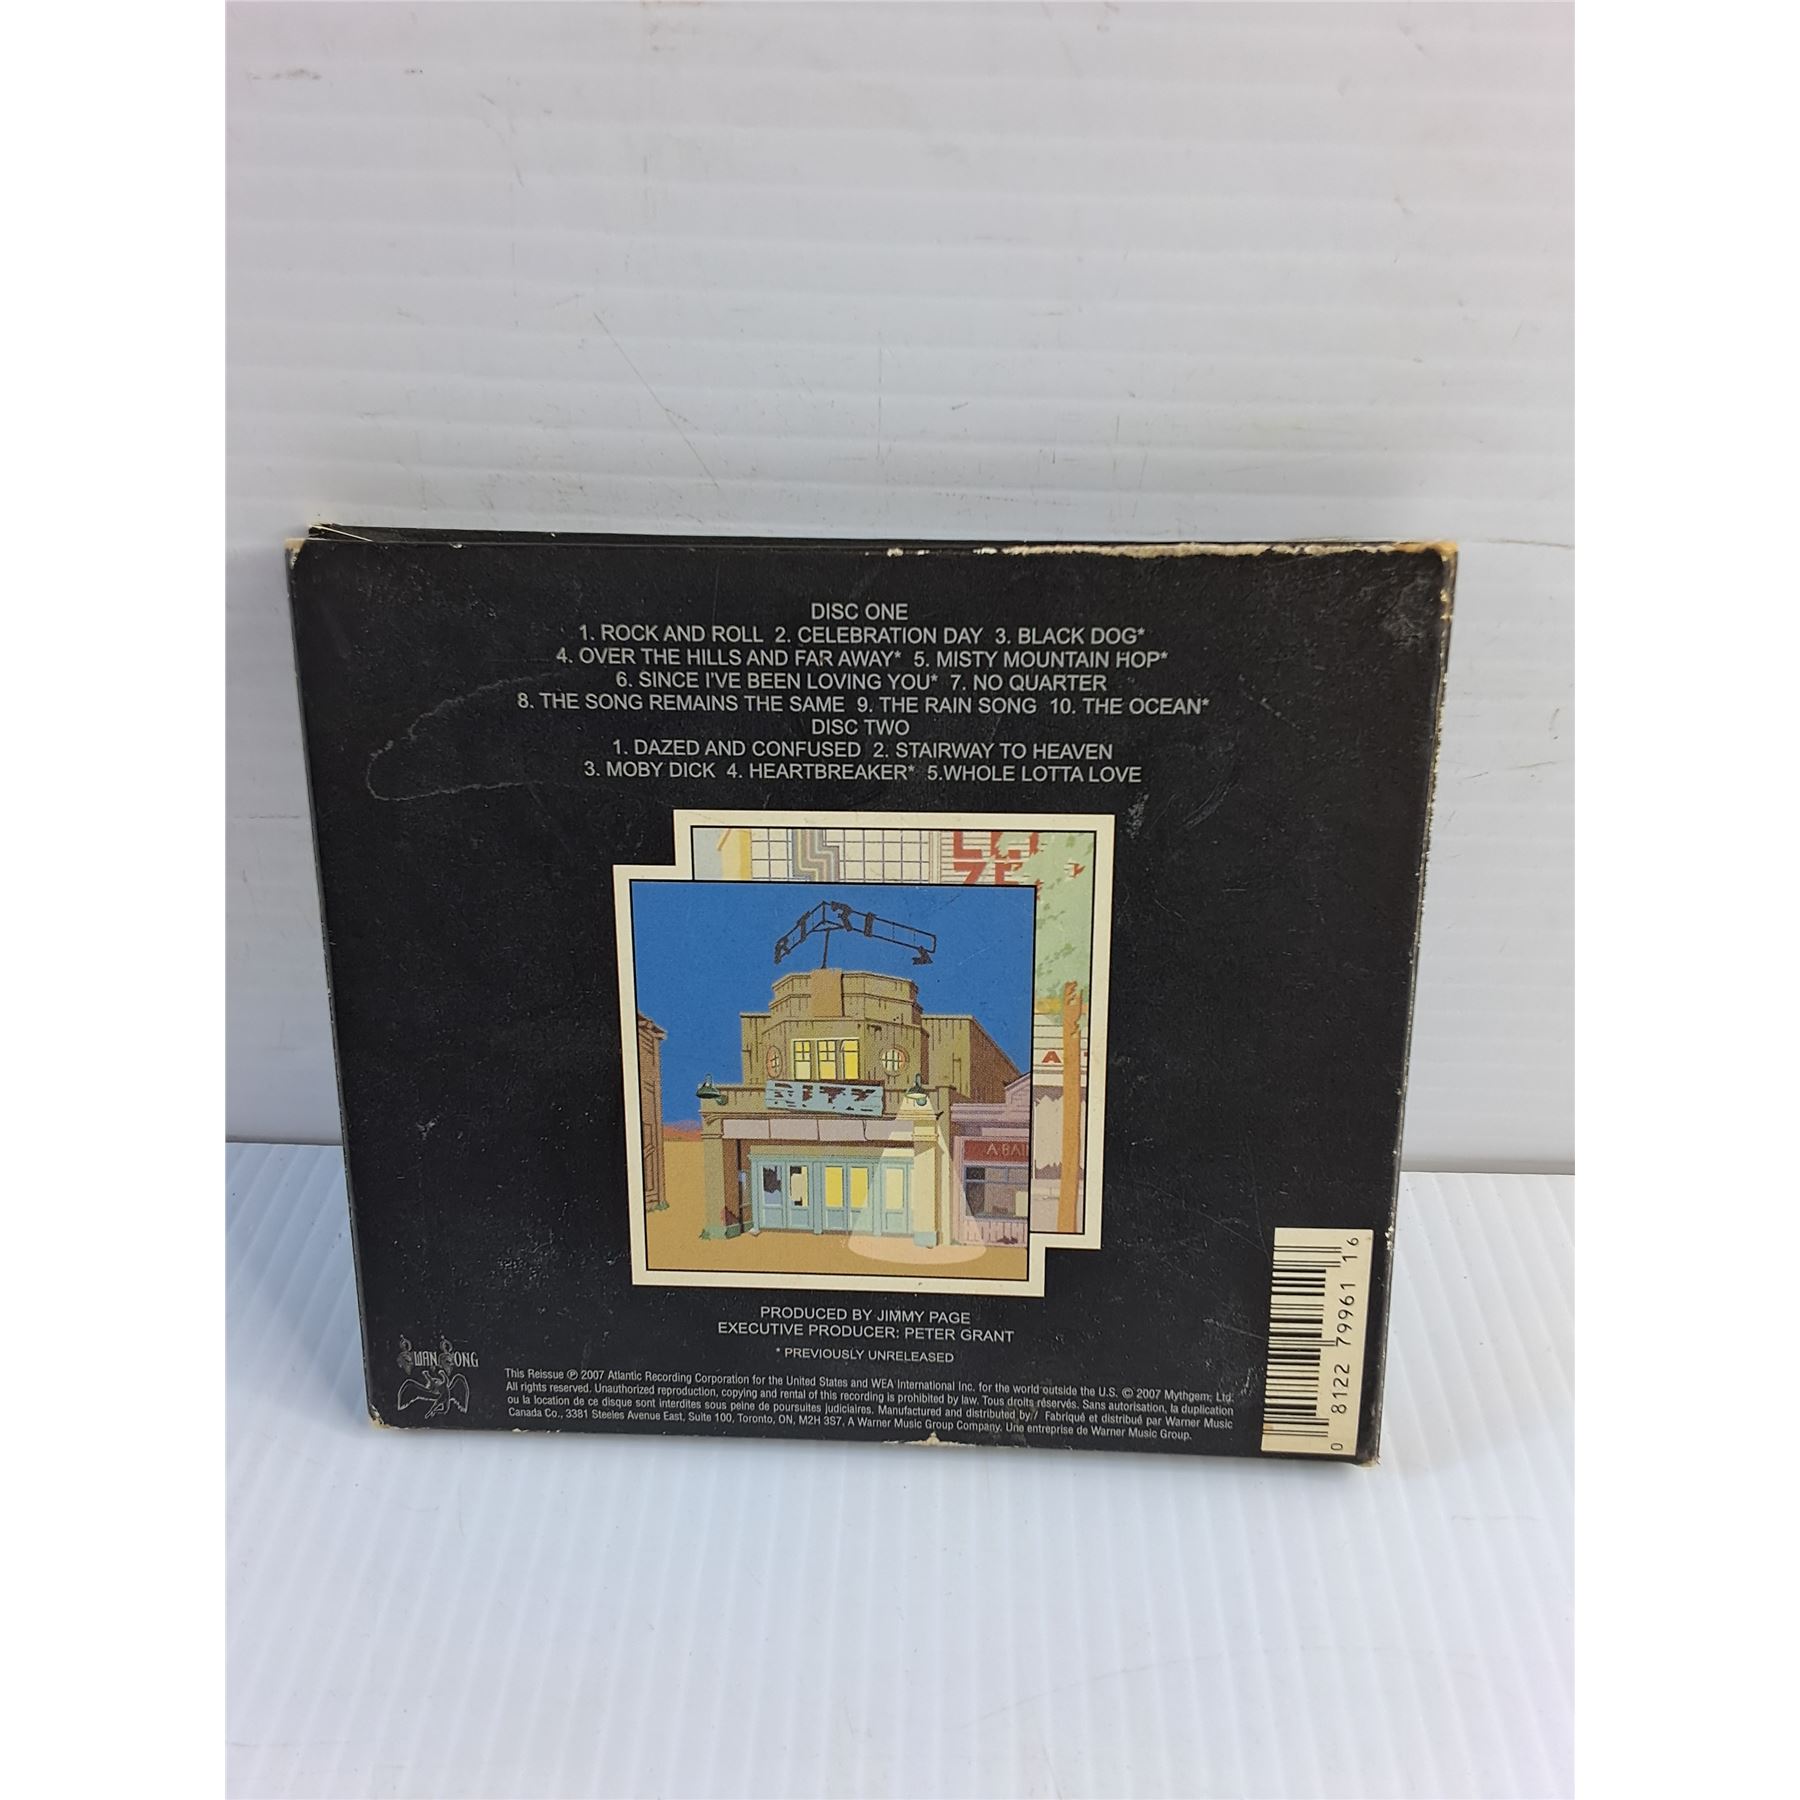 DISC ONE
1. ROCK AND ROLL 2. CELEBRATION DAY 3. BLACK DOG*
4. OVER THE HILLS AND FAR AWAY* 5. MISTY MOUNTAIN HOP*
6. SINCE I'VE BEEN LOVING YOU* 7. NO QUARTER
8. THE SONG REMAINS THE SAME 9. THE RAIN SONG 10. THE OCEAN*
DISC TWO
1. DAZED AND CONFUSED 2. STAIRWAY TO HEAVEN
3. MOBY DICK 4. HEARTBREAKER* 5.WHOLE LOTTA LOVE
RITZ
A BAI
PRODUCED BY JIMMY PAGE
EXECUTIVE PRODUCER: PETER GRANT
* PREVIOUSLY UNRELEASED
SWAN SONG
This Reissue ℗ 2007 Atlantic Recording Corporation for the United States and WEA International Inc. for the world outside the U.S. © 2007 Mythgem, Ltd.
All rights reserved. Unauthorized reproduction, copying and rental of this recording is prohibited by law. Tous droits réservés. Sans autorisation, la duplication
ou la location de ce disque sont interdites sous peine de poursuites judiciaires. Manufactured and distributed by / Fabriqué et distribué par Warner Music
Canada Co., 3381 Steeles Avenue East, Suite 100, Toronto, ON, M2H 3S7, A Warner Music Group Company. Une entreprise de Warner Music Group.
0 8122 79961 1 6